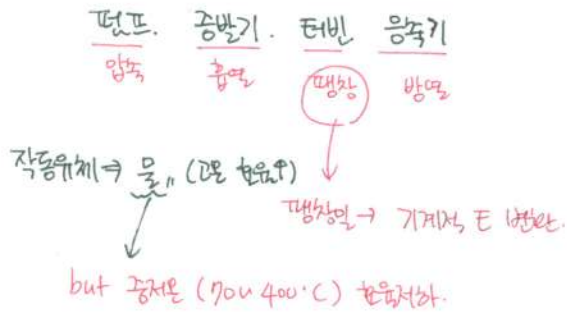 펌프. 증발기. 터빈 응축기
압축 흡열 팽창 방열
작동유체 ⇒ 물 (고온 효율↑)
팽창일 → 기계적 E 변환.
but 중저온 (70~400°C) 효율저하.